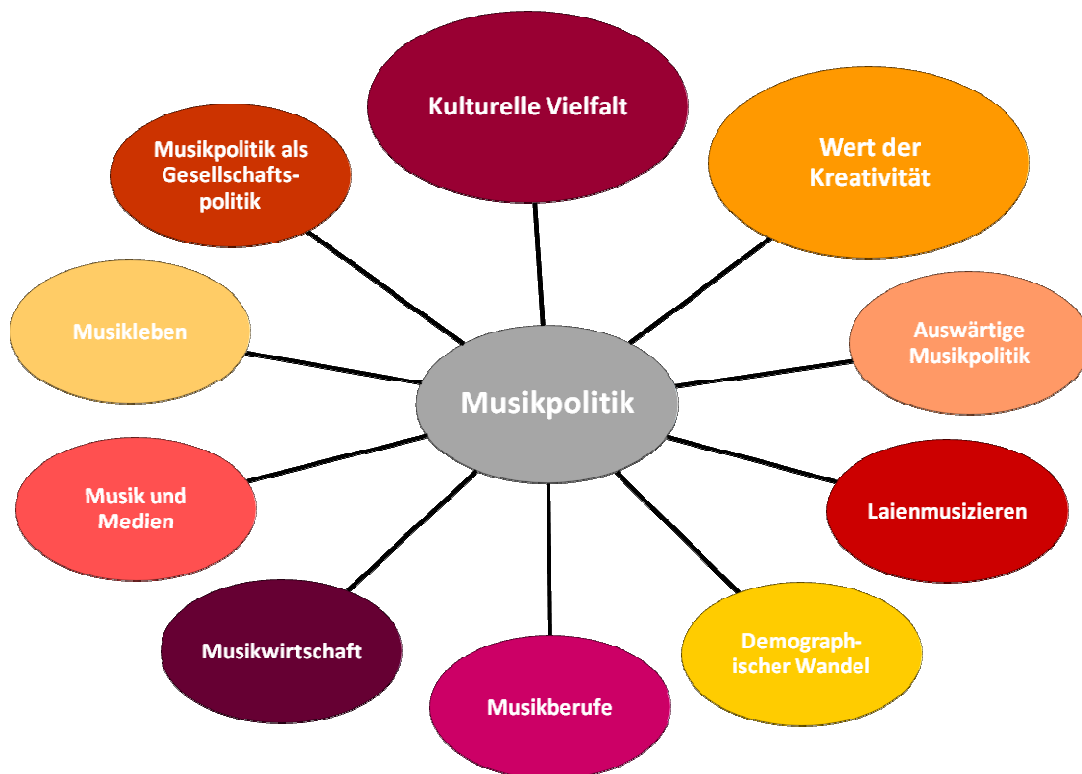 Kulturelle Vielfalt
Wert der
Kreativität
Musikpolitik als
Gesellschafts-
politik
Musikleben
Auswärtige
Musikpolitik
Musikpolitik
Musik und
Medien
Laienmusizieren
Musikwirtschaft
Demograph-
ischer Wandel
Musikberufe